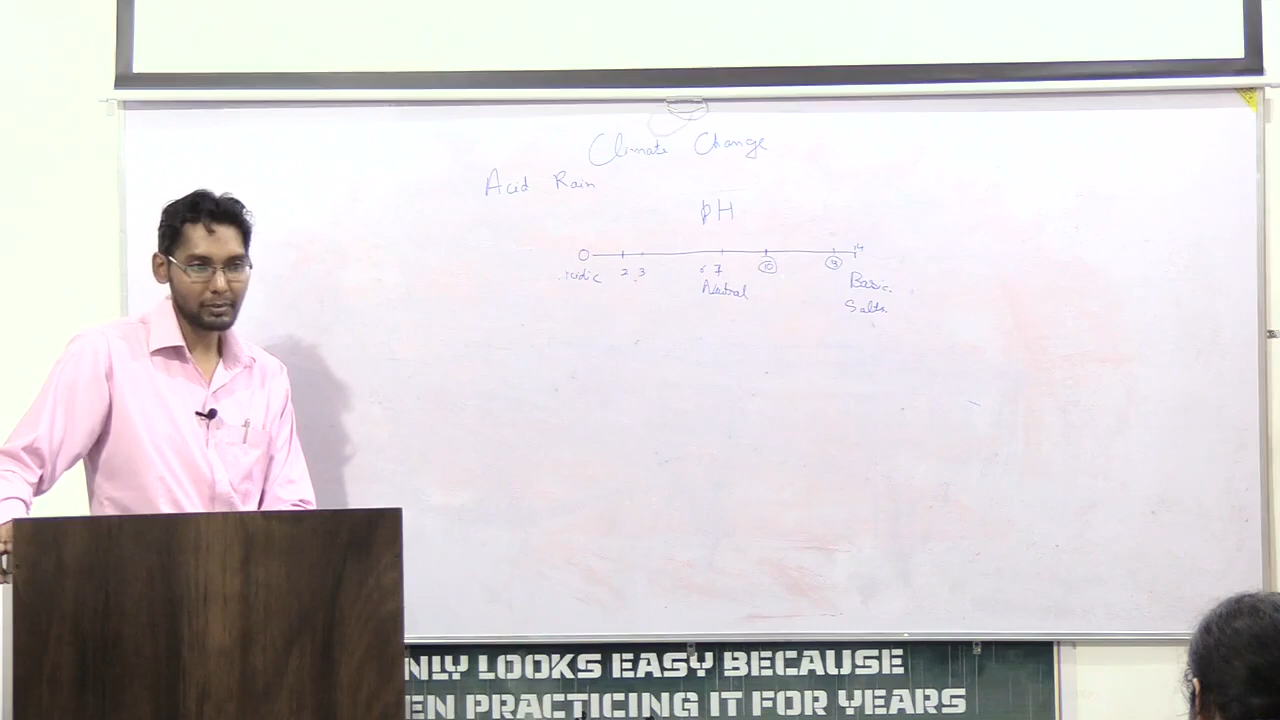 Climate Change
Acid Rain
pH
0 2 3 6 7 10 13 14
Neutral
Basic
Salts.
NLY LOOKS EASY BECAUSE
EN PRACTICING IT FOR YEARS